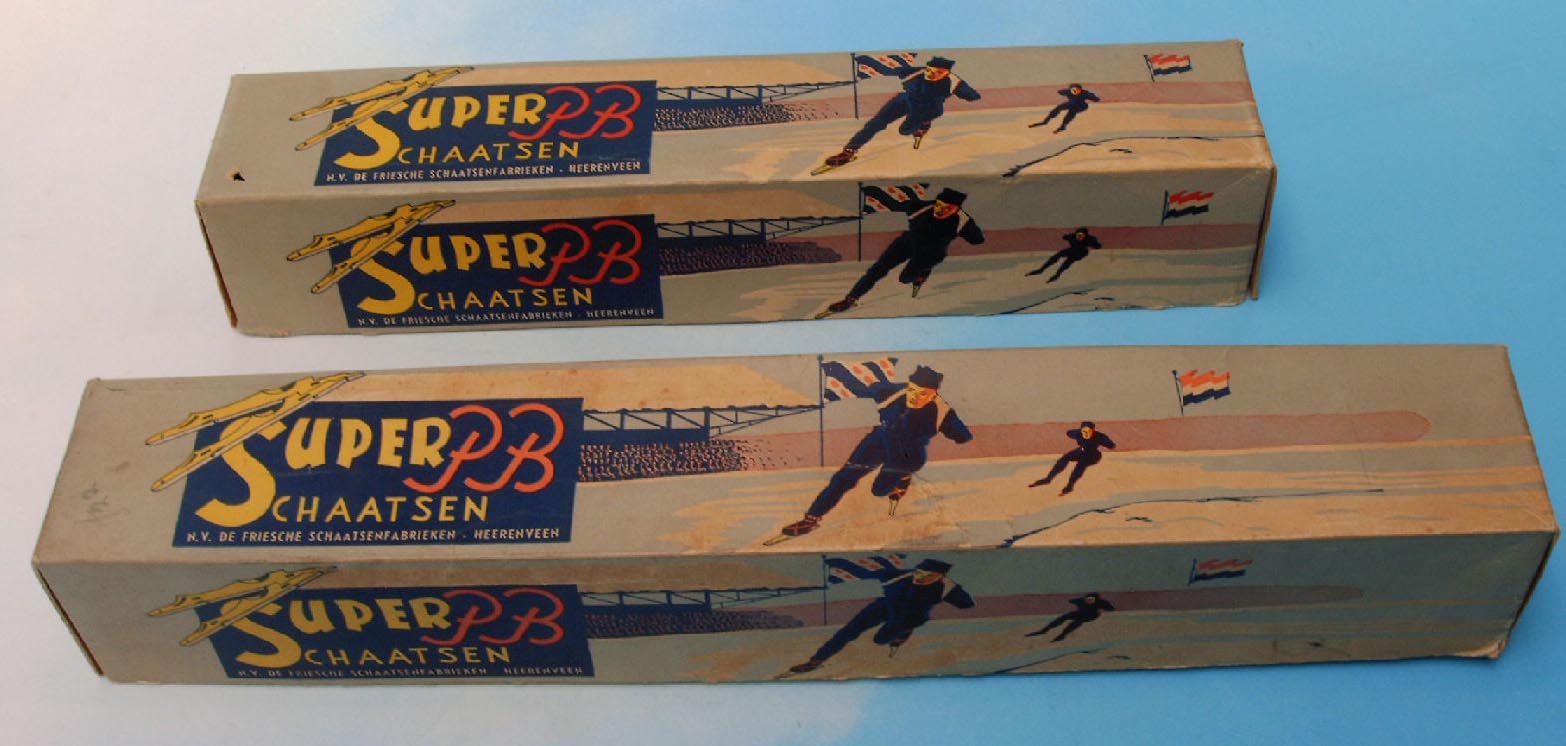 SUPER PB
SCHAATSEN
N.V. DE FRIESCHE SCHAATSENFABRIEKEN - HEERENVEEN
SUPER PB
SCHAATSEN
N.V. DE FRIESCHE SCHAATSENFABRIEKEN - HEERENVEEN
SUPER PB
SCHAATSEN
N.V. DE FRIESCHE SCHAATSENFABRIEKEN - HEERENVEEN
SUPER PB
SCHAATSEN
N.V. DE FRIESCHE SCHAATSENFABRIEKEN HEERENVEEN